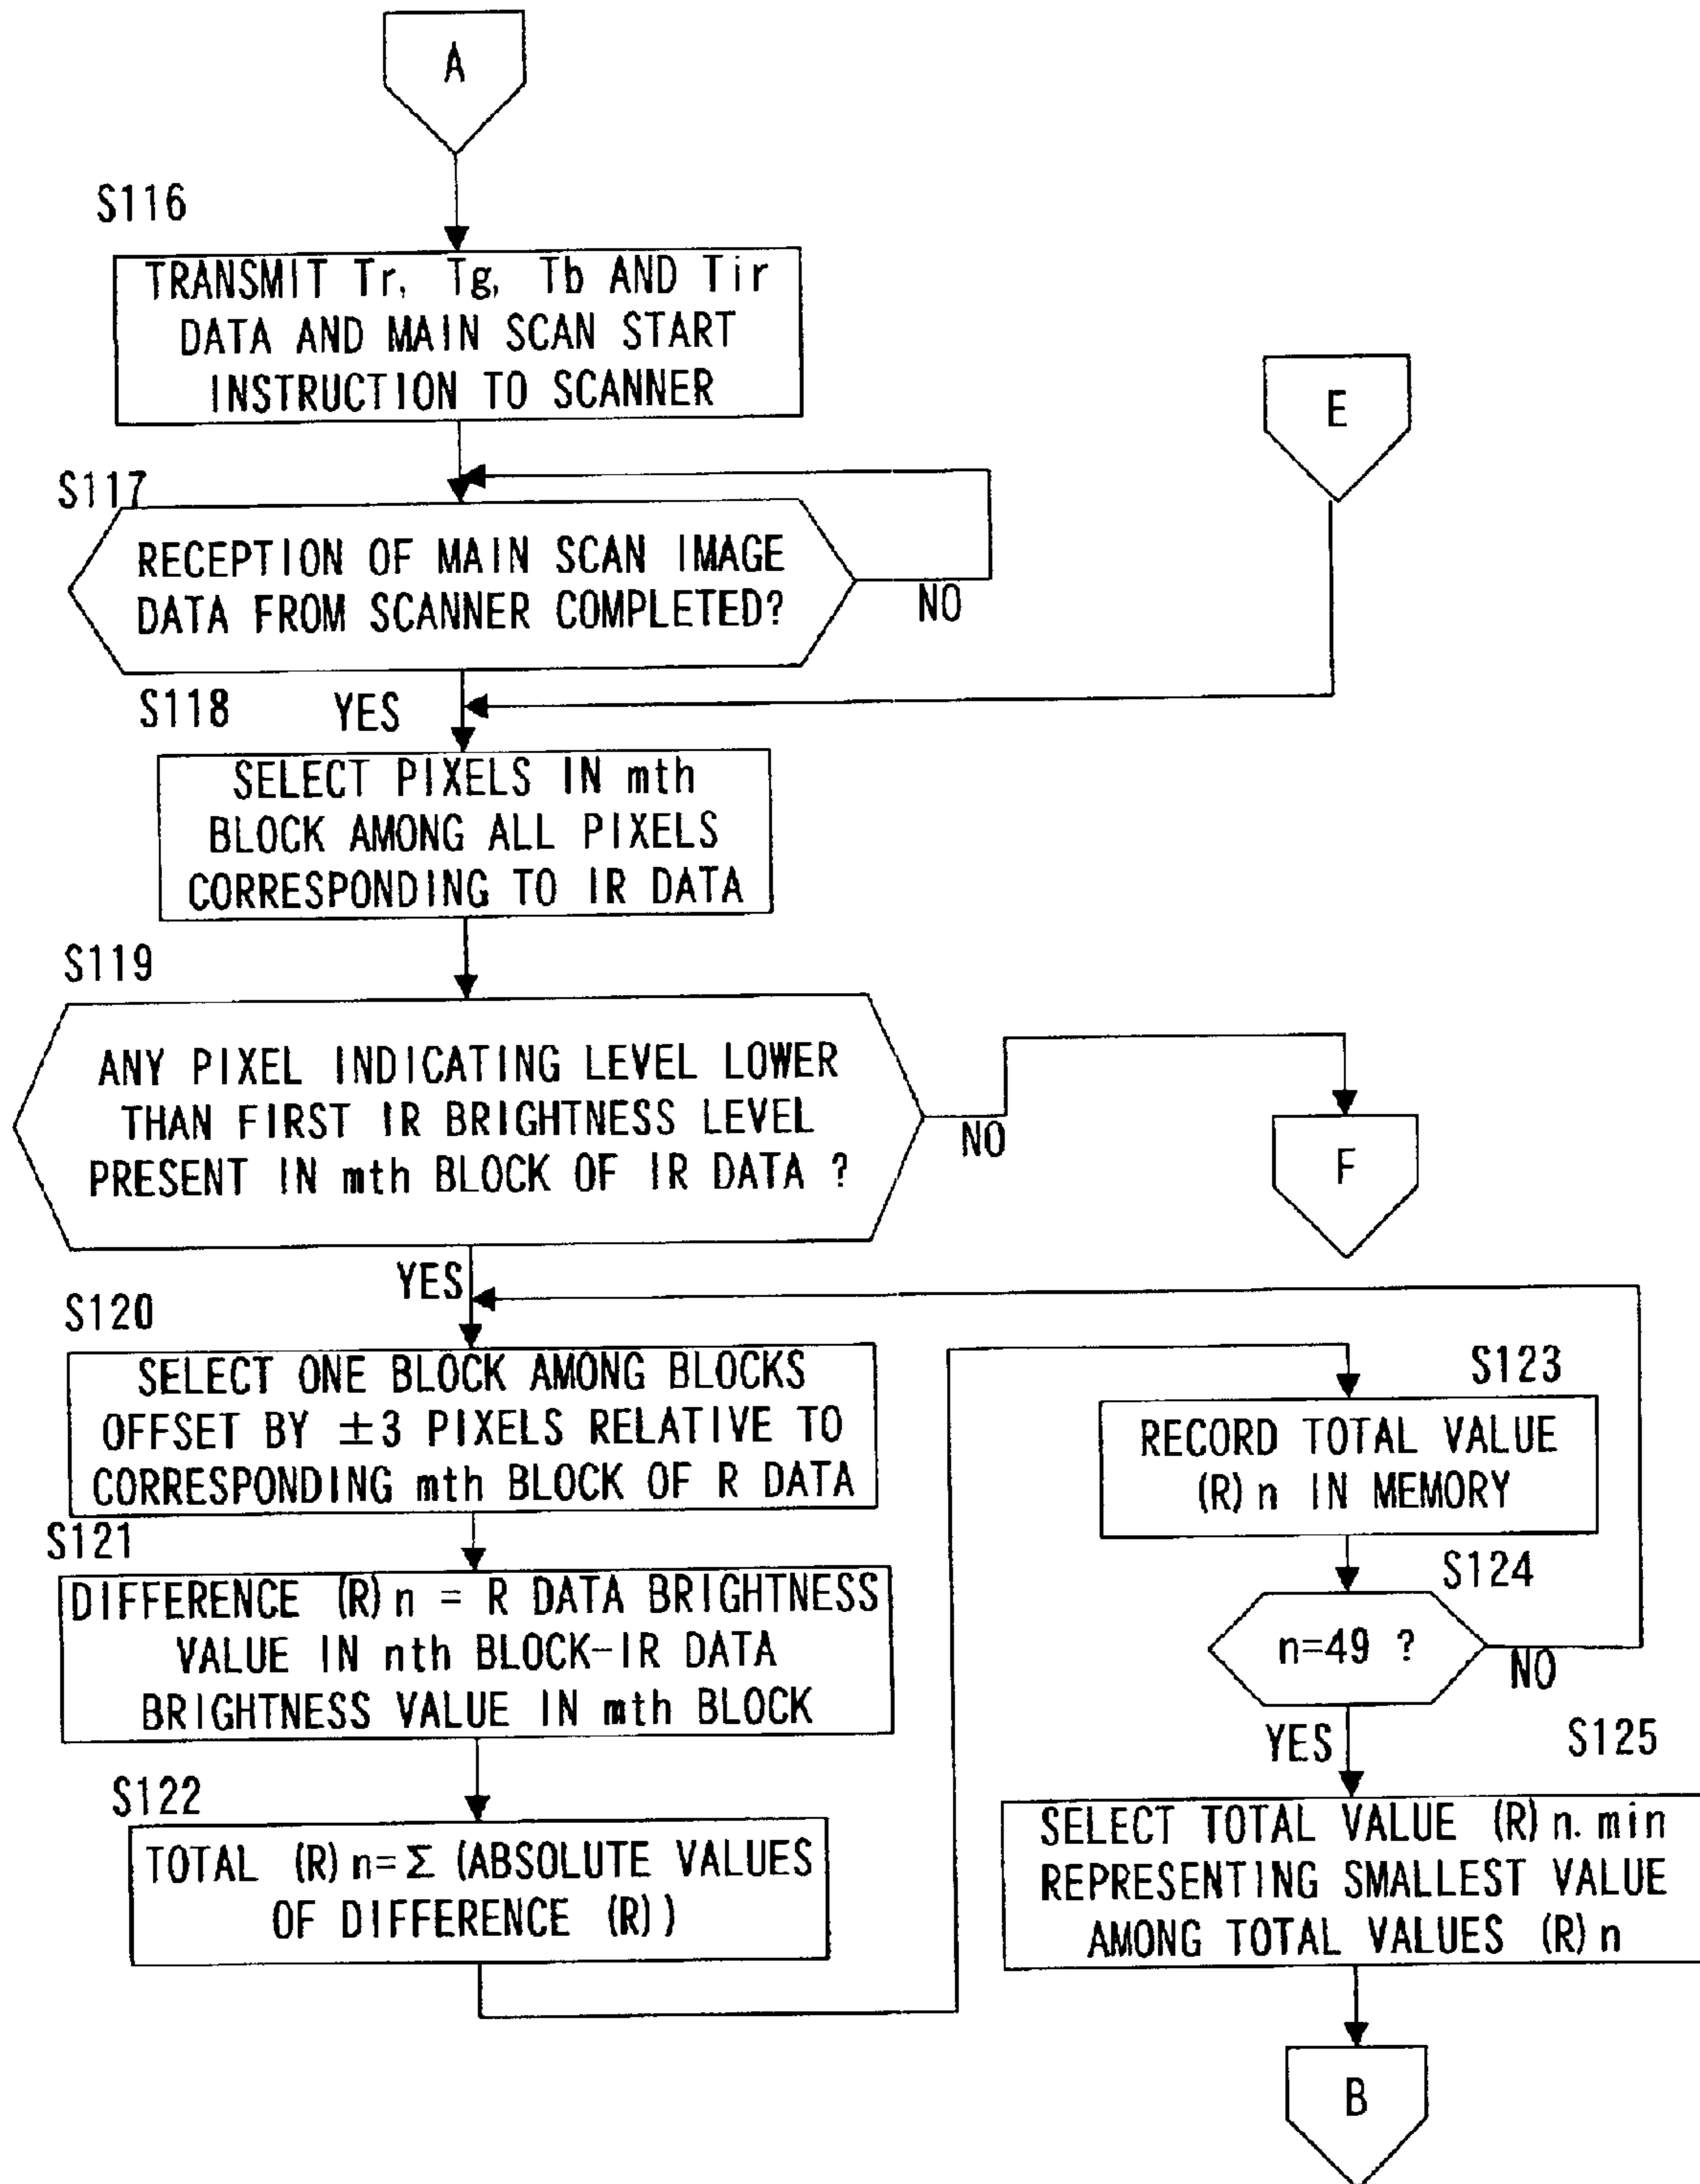 A
S116
TRANSMIT Tr, Tg, Tb AND Tir
DATA AND MAIN SCAN START
INSTRUCTION TO SCANNER
E
S117
RECEPTION OF MAIN SCAN IMAGE
DATA FROM SCANNER COMPLETED?
NO
S118
YES
SELECT PIXELS IN mth
BLOCK AMONG ALL PIXELS
CORRESPONDING TO IR DATA
S119
ANY PIXEL INDICATING LEVEL LOWER
THAN FIRST IR BRIGHTNESS LEVEL
PRESENT IN mth BLOCK OF IR DATA ?
NO
F
YES
S120
SELECT ONE BLOCK AMONG BLOCKS
OFFSET BY ±3 PIXELS RELATIVE TO
CORRESPONDING mth BLOCK OF R DATA
S121
DIFFERENCE (R)n = R DATA BRIGHTNESS
VALUE IN nth BLOCK-IR DATA
BRIGHTNESS VALUE IN mth BLOCK
S122
TOTAL (R)n=Σ (ABSOLUTE VALUES
OF DIFFERENCE (R))
S123
RECORD TOTAL VALUE
(R)n IN MEMORY
S124
n=49 ?
NO
YES
S125
SELECT TOTAL VALUE (R)n.min
REPRESENTING SMALLEST VALUE
AMONG TOTAL VALUES (R)n
B